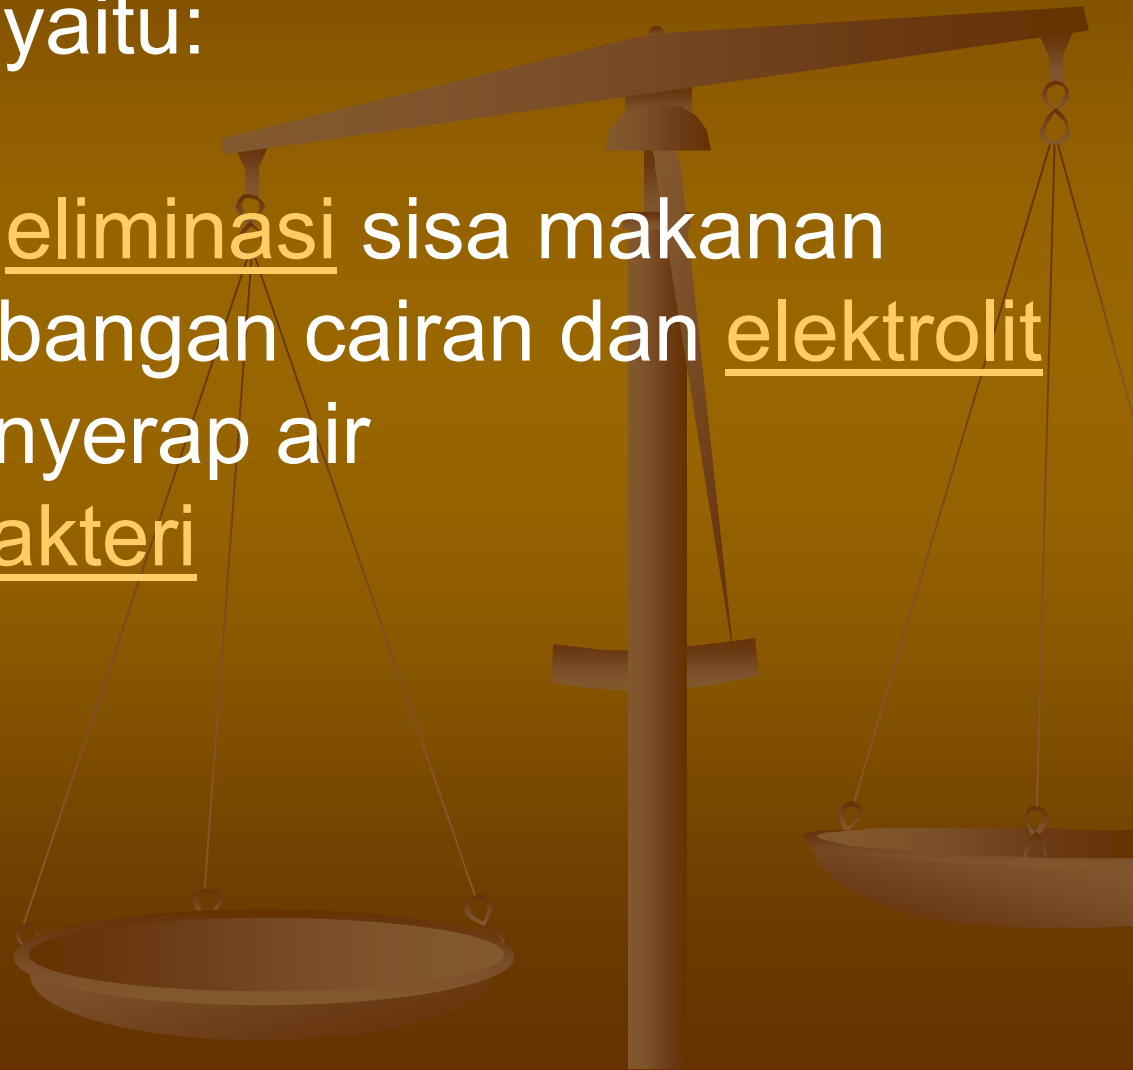 yaitu:
eliminasi sisa makanan
bangan cairan dan elektrolit
nyerap air
akteri